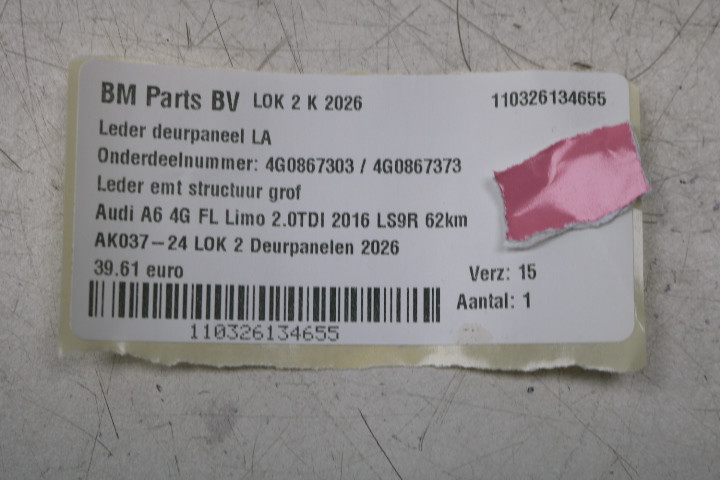 BM Parts BV LOK 2 K 2026 110326134655
Leder deurpaneel LA
Onderdeelnummer: 4G0867303 / 4G0867373
Leder emt structuur grof
Audi A6 4G FL Limo 2.0TDI 2016 LS9R 62km
AK037-24 LOK 2 Deurpanelen 2026
39.61 euro Verz: 15
Aantal: 1
110326134655